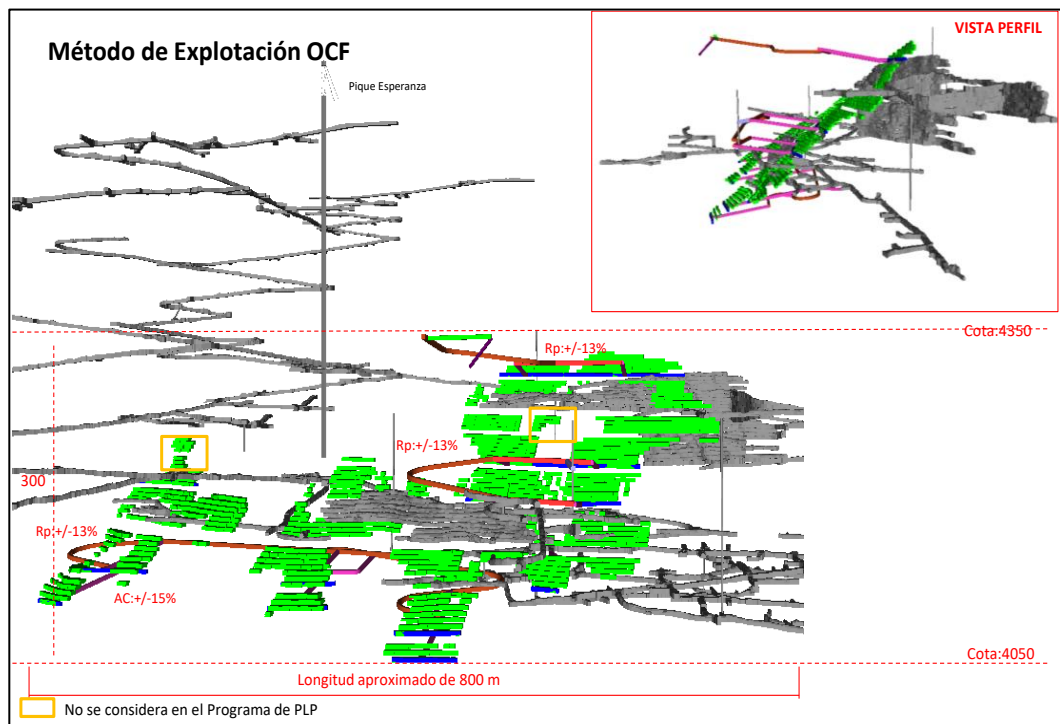 Método de Explotación OCF
VISTA PERFIL
Pique Esperanza
Cota:4350
Rp:+/-13%
Rp:+/-13%
300
Rp:+/-13%
AC:+/-15%
Cota:4050
Longitud aproximado de 800 m
No se considera en el Programa de PLP